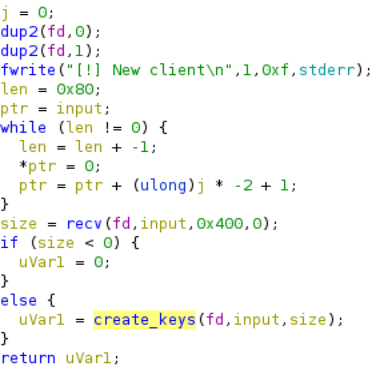 j = 0;
dup2(fd,0);
dup2(fd,1);
fwrite("[!] New client\n",1,0xf,stderr);
len = 0x80;
ptr = input;
while (len != 0) {
  len = len + -1;
  *ptr = 0;
  ptr = ptr + (ulong)j * -2 + 1;
}
size = recv(fd,input,0x400,0);
if (size < 0) {
  uVar1 = 0;
}
else {
  uVar1 = create_keys(fd,input,size);
}
return uVar1;